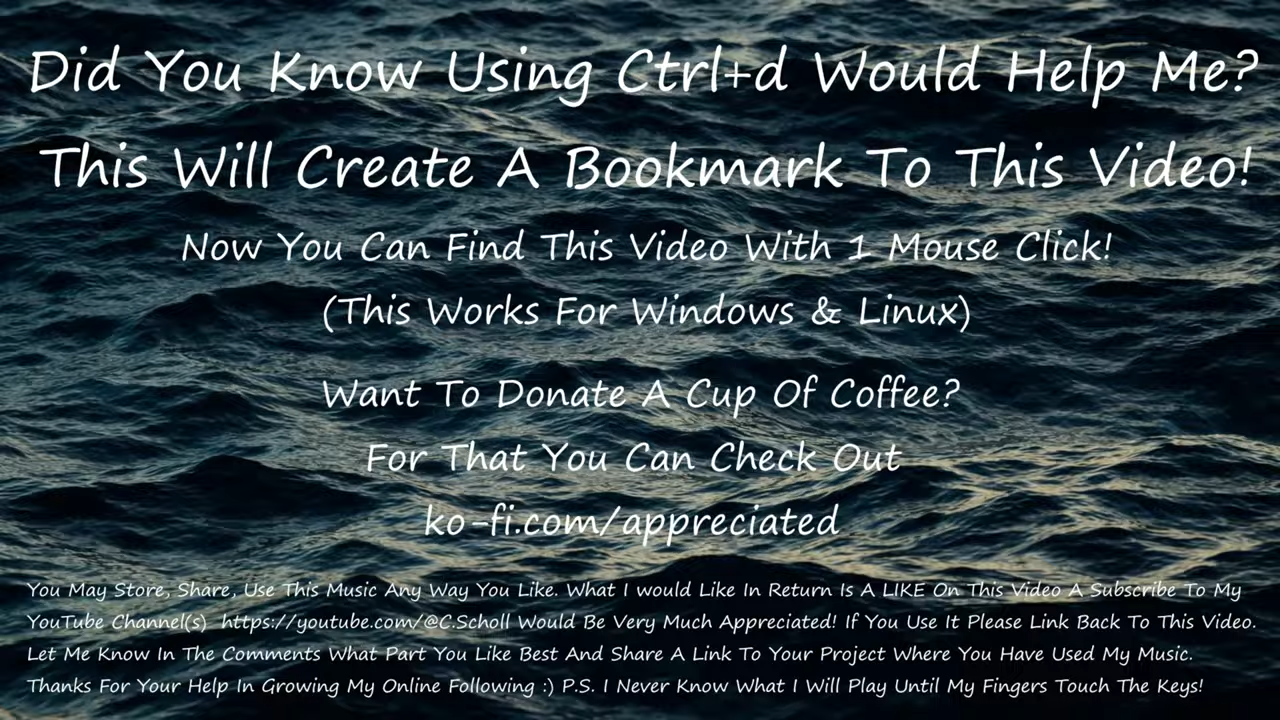 Did You Know Using Ctrl+d Would Help Me?
This Will Create A Bookmark To This Video!
Now You Can Find This Video With 1 Mouse Click!
(This Works For Windows & Linux)
Want To Donate A Cup Of Coffee?
For That You Can Check Out
ko-fi.com/appreciated
You May Store, Share, Use This Music Any Way You Like. What I would Like In Return Is A LIKE On This Video A Subscribe To My
YouTube Channel(s) https://youtube.com/@C.Scholl Would Be Very Much Appreciated! If You Use It Please Link Back To This Video.
Let Me Know In The Comments What Part You Like Best And Share A Link To Your Project Where You Have Used My Music.
Thanks For Your Help In Growing My Online Following :) P.S. I Never Know What I Will Play Until My Fingers Touch The Keys!